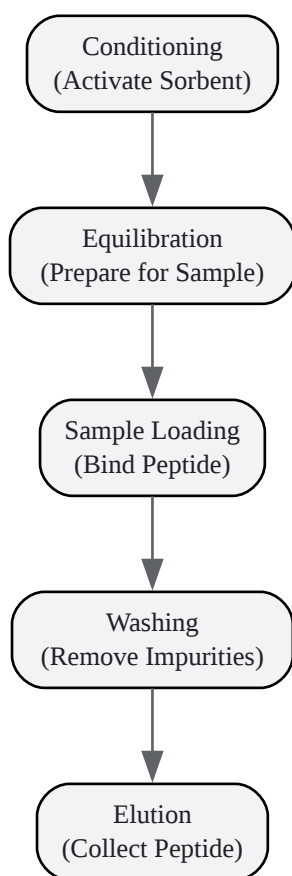 Conditioning
(Activate Sorbent)
Equilibration
(Prepare for Sample)
Sample Loading
(Bind Peptide)
Washing
(Remove Impurities)
Elution
(Collect Peptide)